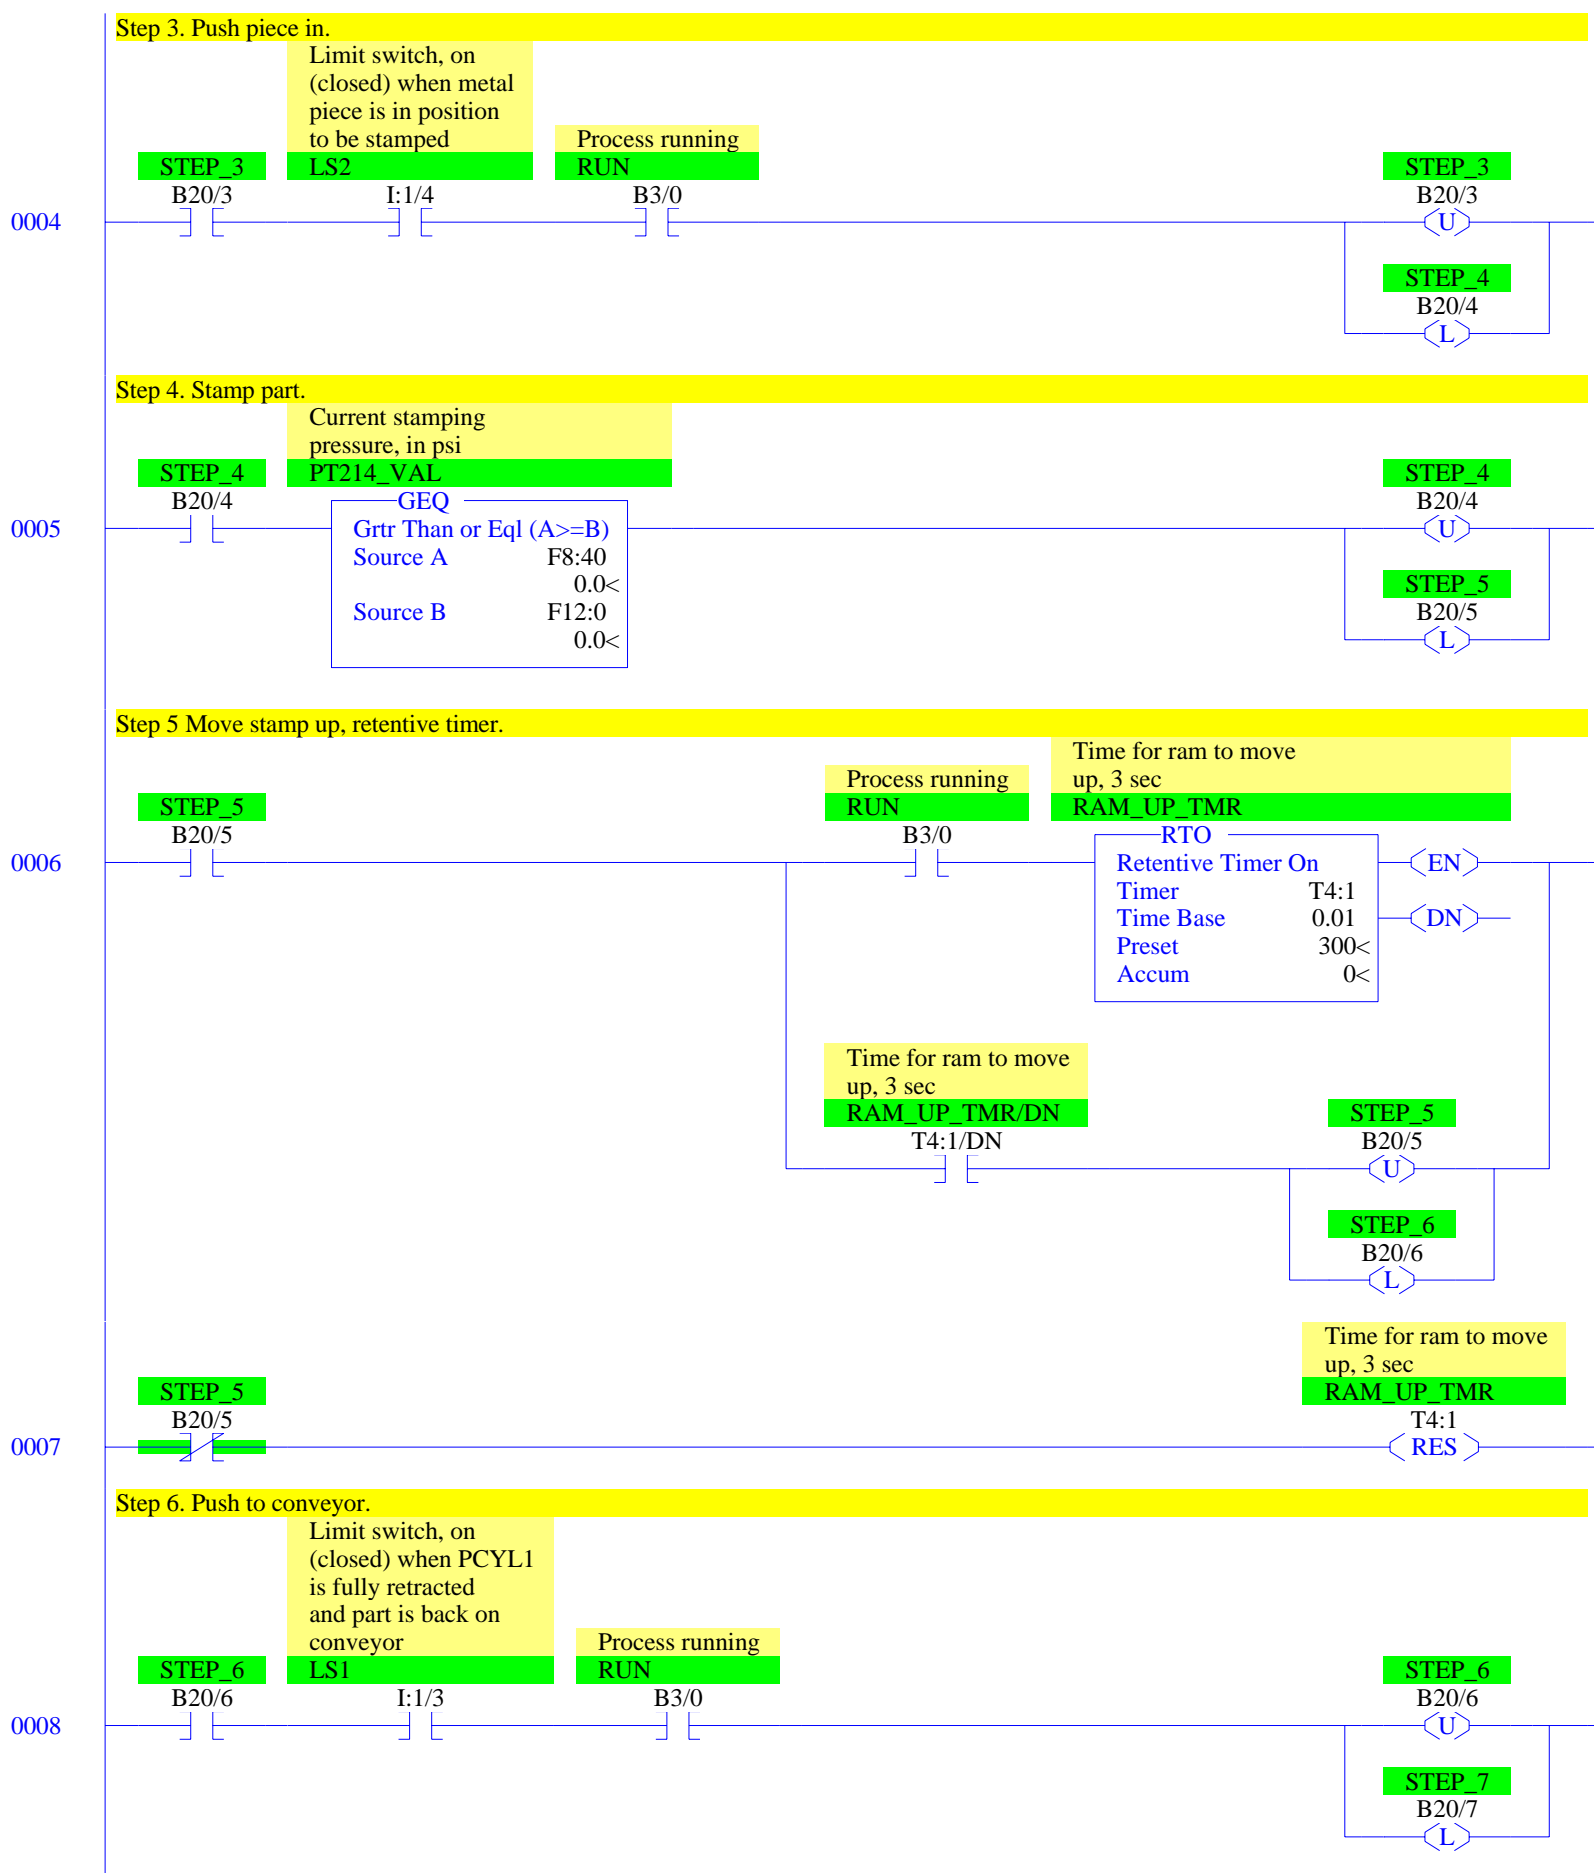 Step 3. Push piece in.
Limit switch, on
(closed) when metal
piece is in position
to be stamped
Process running
STEP_3
LS2
RUN
STEP_3
B20/3
I:1/4
B3/0
B20/3
0004
U
STEP_4
B20/4
L
Step 4. Stamp part.
Current stamping
pressure, in psi
STEP_4
PT214_VAL
STEP_4
B20/4
GEQ
B20/4
0005
Grtr Than or Eql (A>=B)
U
Source A F8:40
0.0<
STEP_5
Source B F12:0
B20/5
0.0<
L
Step 5 Move stamp up, retentive timer.
Time for ram to move
up, 3 sec
Process running
STEP_5
RUN
RAM_UP_TMR
B20/5
B3/0
RTO
0006
Retentive Timer On
EN
Timer T4:1
Time Base 0.01
DN
Preset 300<
Accum 0<
Time for ram to move
up, 3 sec
RAM_UP_TMR/DN
STEP_5
T4:1/DN
B20/5
U
STEP_6
B20/6
L
Time for ram to move
up, 3 sec
STEP_5
RAM_UP_TMR
B20/5
T4:1
0007
RES
Step 6. Push to conveyor.
Limit switch, on
(closed) when PCYL1
is fully retracted
and part is back on
conveyor
Process running
STEP_6
LS1
RUN
STEP_6
B20/6
I:1/3
B3/0
B20/6
0008
U
STEP_7
B20/7
L